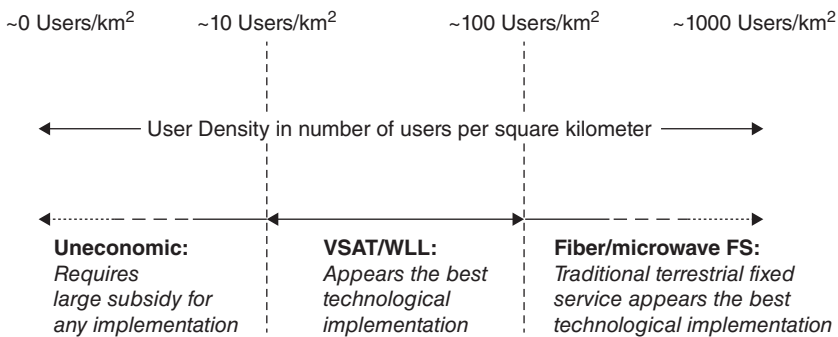 ~0 Users/km² ~10 Users/km² ~100 Users/km² ~1000 Users/km²
User Density in number of users per square kilometer
Uneconomic:
Requires
large subsidy for
any implementation
VSAT/WLL:
Appears the best
technological
implementation
Fiber/microwave FS:
Traditional terrestrial fixed
service appears the best
technological implementation